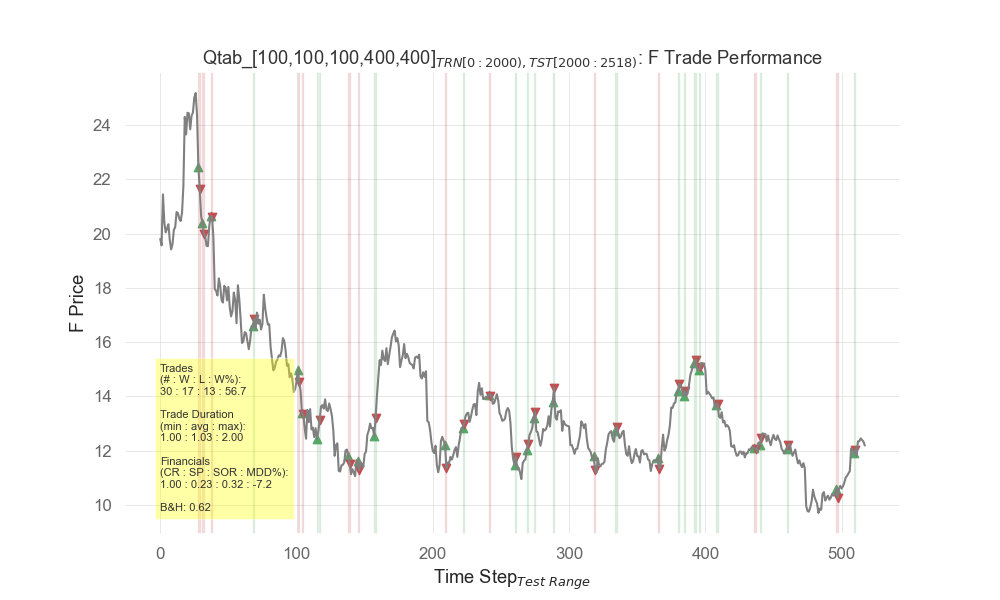 Qtab_[100,100,100,400,400]TRN[0:2000),TST[2000:2518): F Trade Performance
24
22
20
18
16
14
12
10
F Price
Trades
(# : W : L : W%):
30 : 17 : 13 : 56.7
Trade Duration
(min : avg : max):
1.00 : 1.03 : 2.00
Financials
(CR : SP : SOR : MDD%):
1.00 : 0.23 : 0.32 : -7.2
B&H: 0.62
0 100 200 300 400 500
Time Step Test Range